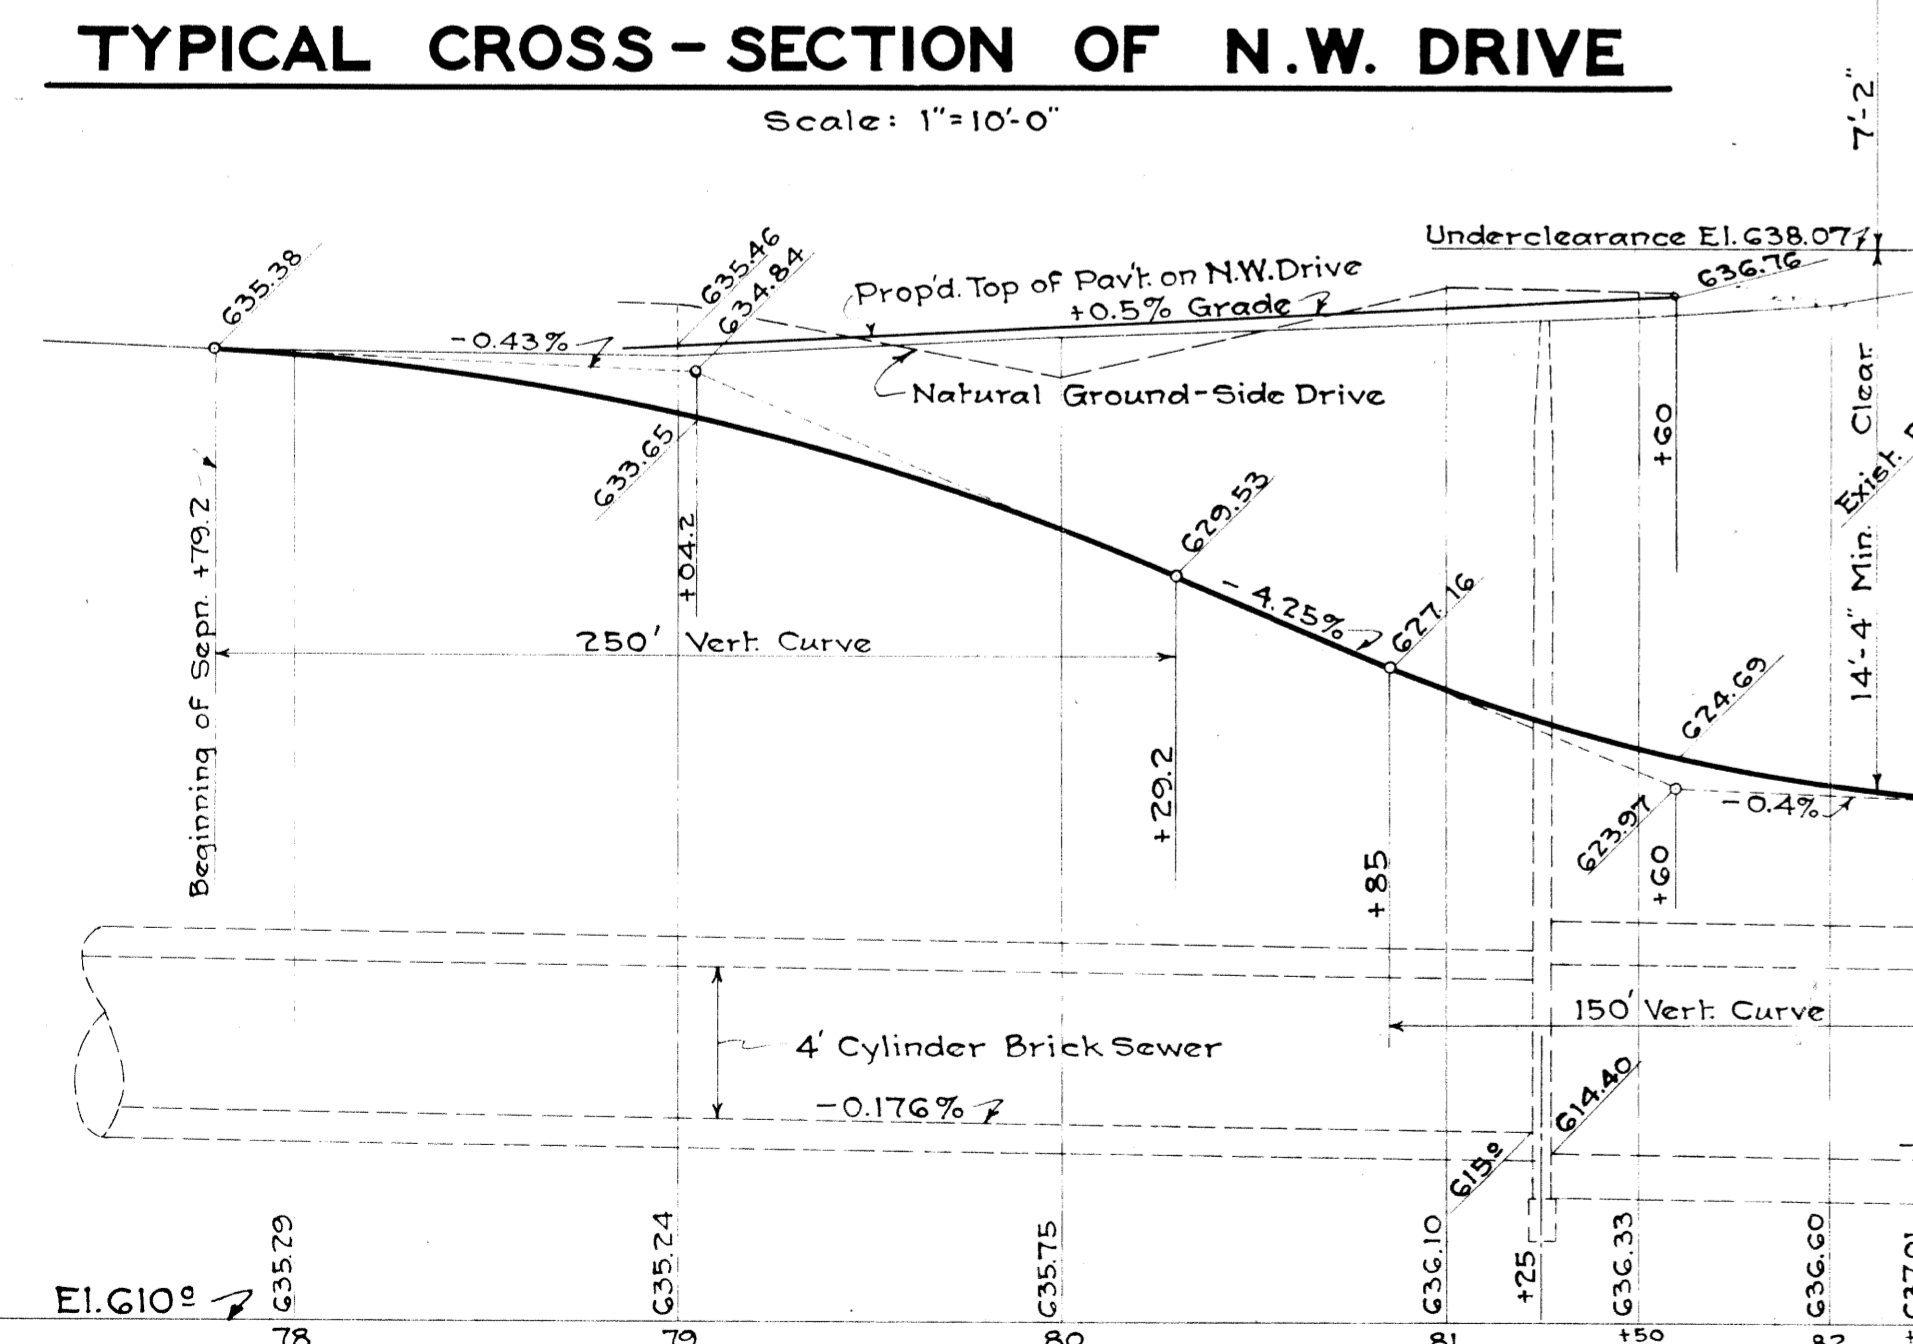 TYPICAL CROSS-SECTION OF N.W. DRIVE
Scale: 1"=10'-0"
7'-2"
Underclearance El. 638.07
635.38
635.46
634.84
Prop'd. Top of Pav't. on N.W. Drive
+0.5% Grade
636.76
-0.43%
Natural Ground-Side Drive
+60
14'-4" Min. Clear.
Exist.
633.65
+04.2
629.53
-4.25%
627.16
Beginning of Sepn. +79.2
250' Vert. Curve
+29.2
624.69
-0.4%
623.97
+85
+60
150' Vert. Curve
4' Cylinder Brick Sewer
-0.176%
614.40
615º
635.29
635.24
635.75
636.10
+25
636.33
636.60
637.01
El. 610º
78
79
80
81
+50
82